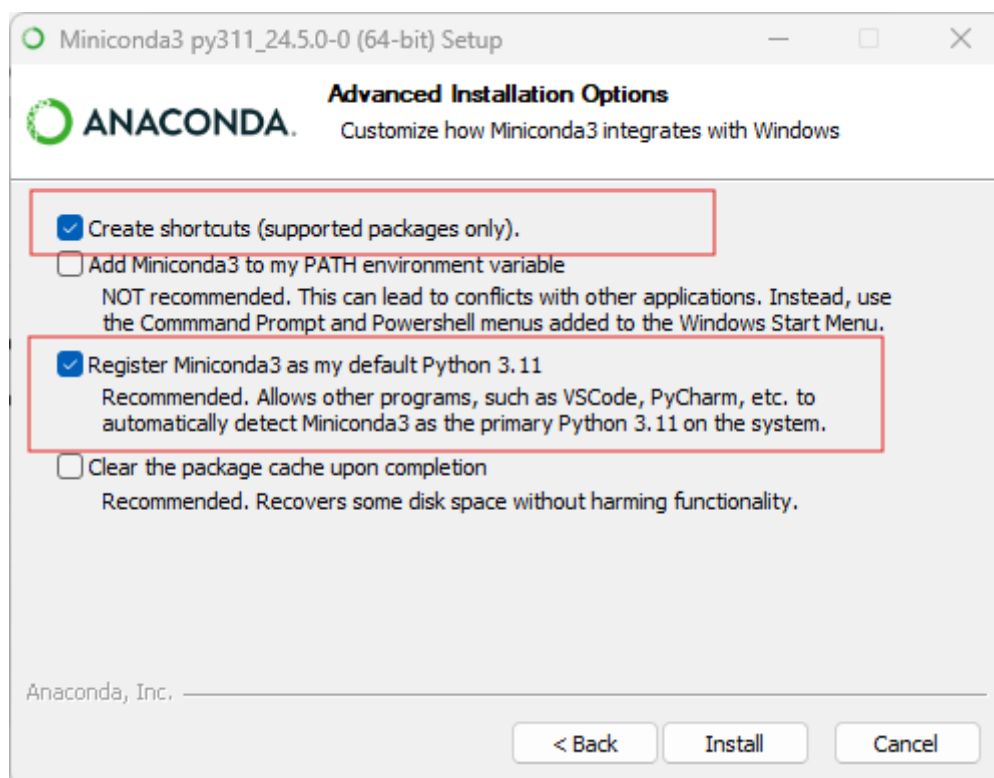 Miniconda3 py311_24.5.0-0 (64-bit) Setup
ANACONDA.
Advanced Installation Options
Customize how Miniconda3 integrates with Windows
Create shortcuts (supported packages only).
Add Miniconda3 to my PATH environment variable
NOT recommended. This can lead to conflicts with other applications. Instead, use
the Commmand Prompt and Powershell menus added to the Windows Start Menu.
Register Miniconda3 as my default Python 3.11
Recommended. Allows other programs, such as VSCode, PyCharm, etc. to
automatically detect Miniconda3 as the primary Python 3.11 on the system.
Clear the package cache upon completion
Recommended. Recovers some disk space without harming functionality.
Anaconda, Inc.
< Back
Install
Cancel